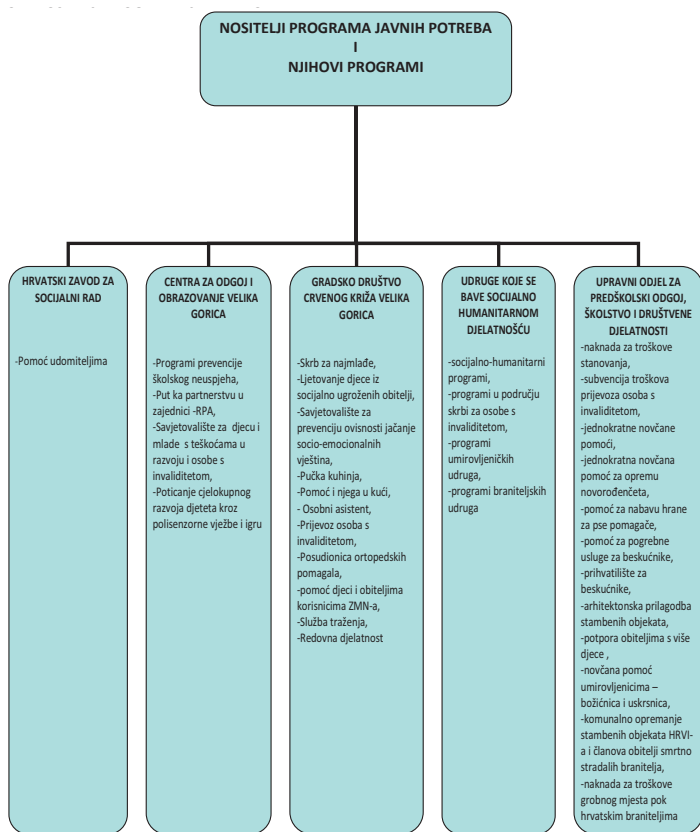 NOSITELJI PROGRAMA JAVNIH POTREBA
I
NJIHOVI PROGRAMI
HRVATSKI ZAVOD ZA
SOCIJALNI RAD
-Pomoć udomiteljima
CENTRA ZA ODGOJ I
OBRAZOVANJE VELIKA
GORICA
-Programi prevencije
školskog neuspjeha,
-Put ka partnerstvu u
zajednici -RPA,
-Savjetovalište za djecu i
mlade s teškoćama u
razvoju i osobe s
invaliditetom,
-Poticanje cjelokupnog
razvoja djeteta kroz
polisenzorne vježbe i igru
GRADSKO DRUŠTVO
CRVENOG KRIŽA VELIKA
GORICA
-Skrb za najmlađe,
-Ljetovanje djece iz
socijalno ugroženih obitelji,
-Savjetovalište za
prevenciju ovisnosti jačanje
socio-emocionalnih
vještina,
-Pučka kuhinja,
-Pomoć i njega u kući,
- Osobni asistent,
-Prijevoz osoba s
invaliditetom,
-Posudionica ortopedskih
pomagala,
-pomoć djeci i obiteljima
korisnicima ZMN-a,
-Služba traženja,
-Redovna djelatnost
UDRUGE KOJE SE
BAVE SOCIJALNO
HUMANITARNOM
DJELATNOŠĆU
-socijalno-humanitarni
programi,
-programi u području
skrbi za osobe s
invaliditetom,
-programi
umirovljeničkih
udruga,
-programi braniteljskih
udruga
UPRAVNI ODJEL ZA
PREDŠKOLSKI ODGOJ,
ŠKOLSTVO I DRUŠTVENE
DJELATNOSTI
-naknada za troškove
stanovanja,
-subvencija troškova
prijevoza osoba s
invaliditetom,
-jednokratne novčane
pomoći,
-jednokratna novčana
pomoć za opremu
novorođenčeta,
-pomoć za nabavu hrane
za pse pomagače,
-pomoć za pogrebne
usluge za beskućnike,
-prihvatilište za
beskućnike,
-arhitektonska prilagodba
stambenih objekata,
-potpora obiteljima s više
djece ,
-novčana pomoć
umirovljenicima –
božićnica i uskrsnica,
-komunalno opremanje
stambenih objekata HRVI-
a i članova obitelji smrtno
stradalih branitelja,
-naknada za troškove
grobnog mjesta pok
hrvatskim braniteljima